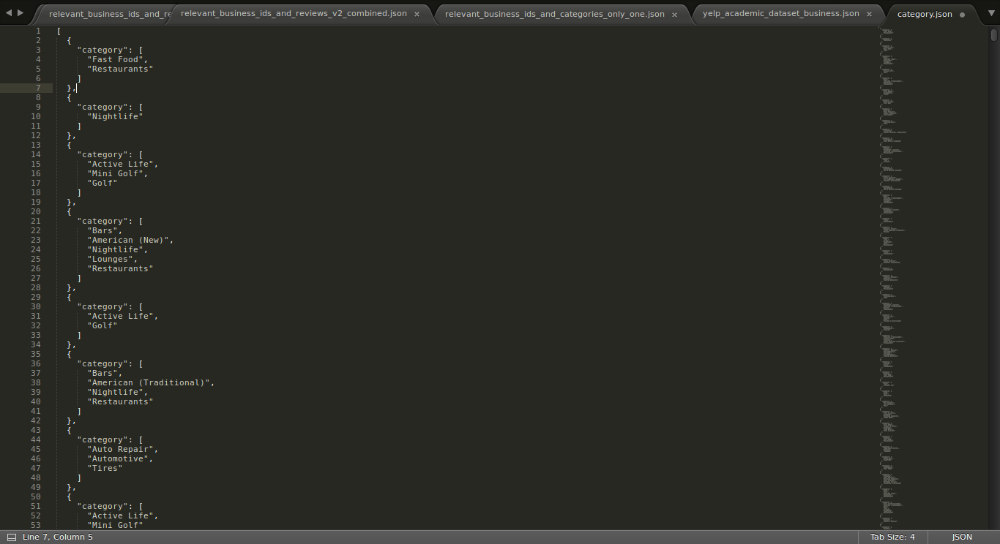 relevant_business_ids_and_re relevant_business_ids_and_reviews_v2_combined.json × relevant_business_ids_and_categories_only_one.json × yelp_academic_dataset_business.json × category.json
1 [
2 {
3 "category": [
4 "Fast Food",
5 "Restaurants"
6 ]
7 },
8 {
9 "category": [
10 "Nightlife"
11 ]
12 },
13 {
14 "category": [
15 "Active Life",
16 "Mini Golf",
17 "Golf"
18 ]
19 },
20 {
21 "category": [
22 "Bars",
23 "American (New)",
24 "Nightlife",
25 "Lounges",
26 "Restaurants"
27 ]
28 },
29 {
30 "category": [
31 "Active Life",
32 "Golf"
33 ]
34 },
35 {
36 "category": [
37 "Bars",
38 "American (Traditional)",
39 "Nightlife",
40 "Restaurants"
41 ]
42 },
43 {
44 "category": [
45 "Auto Repair",
46 "Automotive",
47 "Tires"
48 ]
49 },
50 {
51 "category": [
52 "Active Life",
53 "Mini Golf"
Line 7, Column 5 Tab Size: 4 JSON